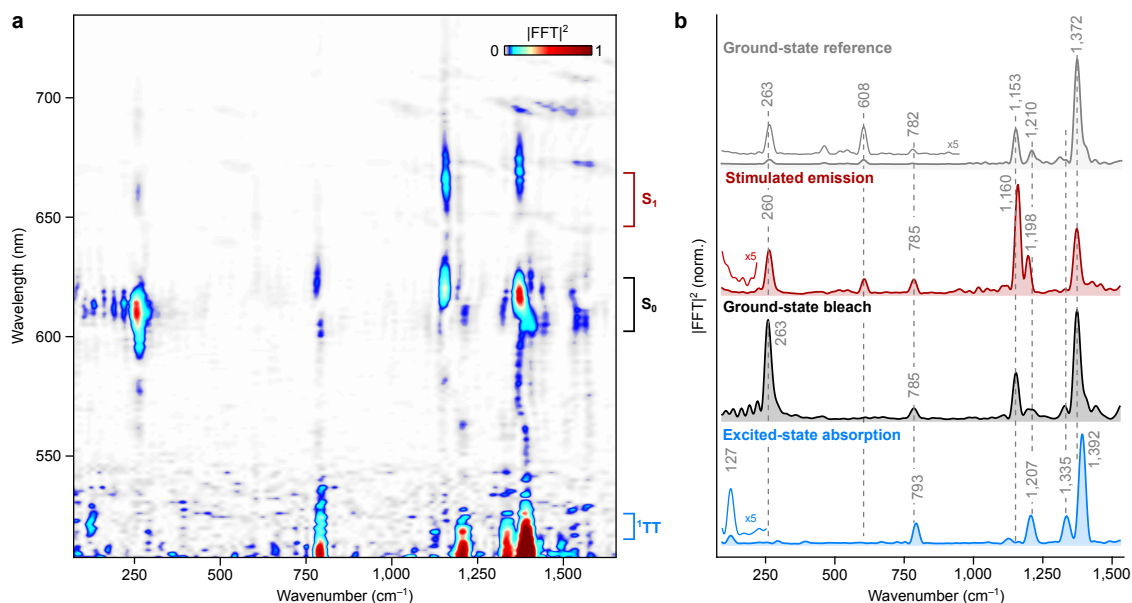 a
|FFT|²
0
1
700
650
600
550
Wavelength (nm)
S₁
S₀
¹TT
250
500
750
1,000
1,250
1,500
Wavenumber (cm⁻¹)
b
Ground-state reference
263
608
782
x5
1,153
1,210
1,372
Stimulated emission
x5
260
785
1,160
1,198
Ground-state bleach
263
785
Excited-state absorption
127
x5
793
1,207
1,335
1,392
|FFT|² (norm.)
250
500
750
1,000
1,250
1,500
Wavenumber (cm⁻¹)